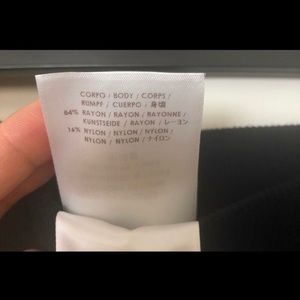 CORPO / BODY / CORPS /
RUMPF / CUERPO / 身頃
84% RAYON / RAYON / RAYONNE /
KUNSTSEIDE / RAYON / レーヨン
16% NYLON / NYLON / NYLON /
NYLON / NYLON / ナイロン